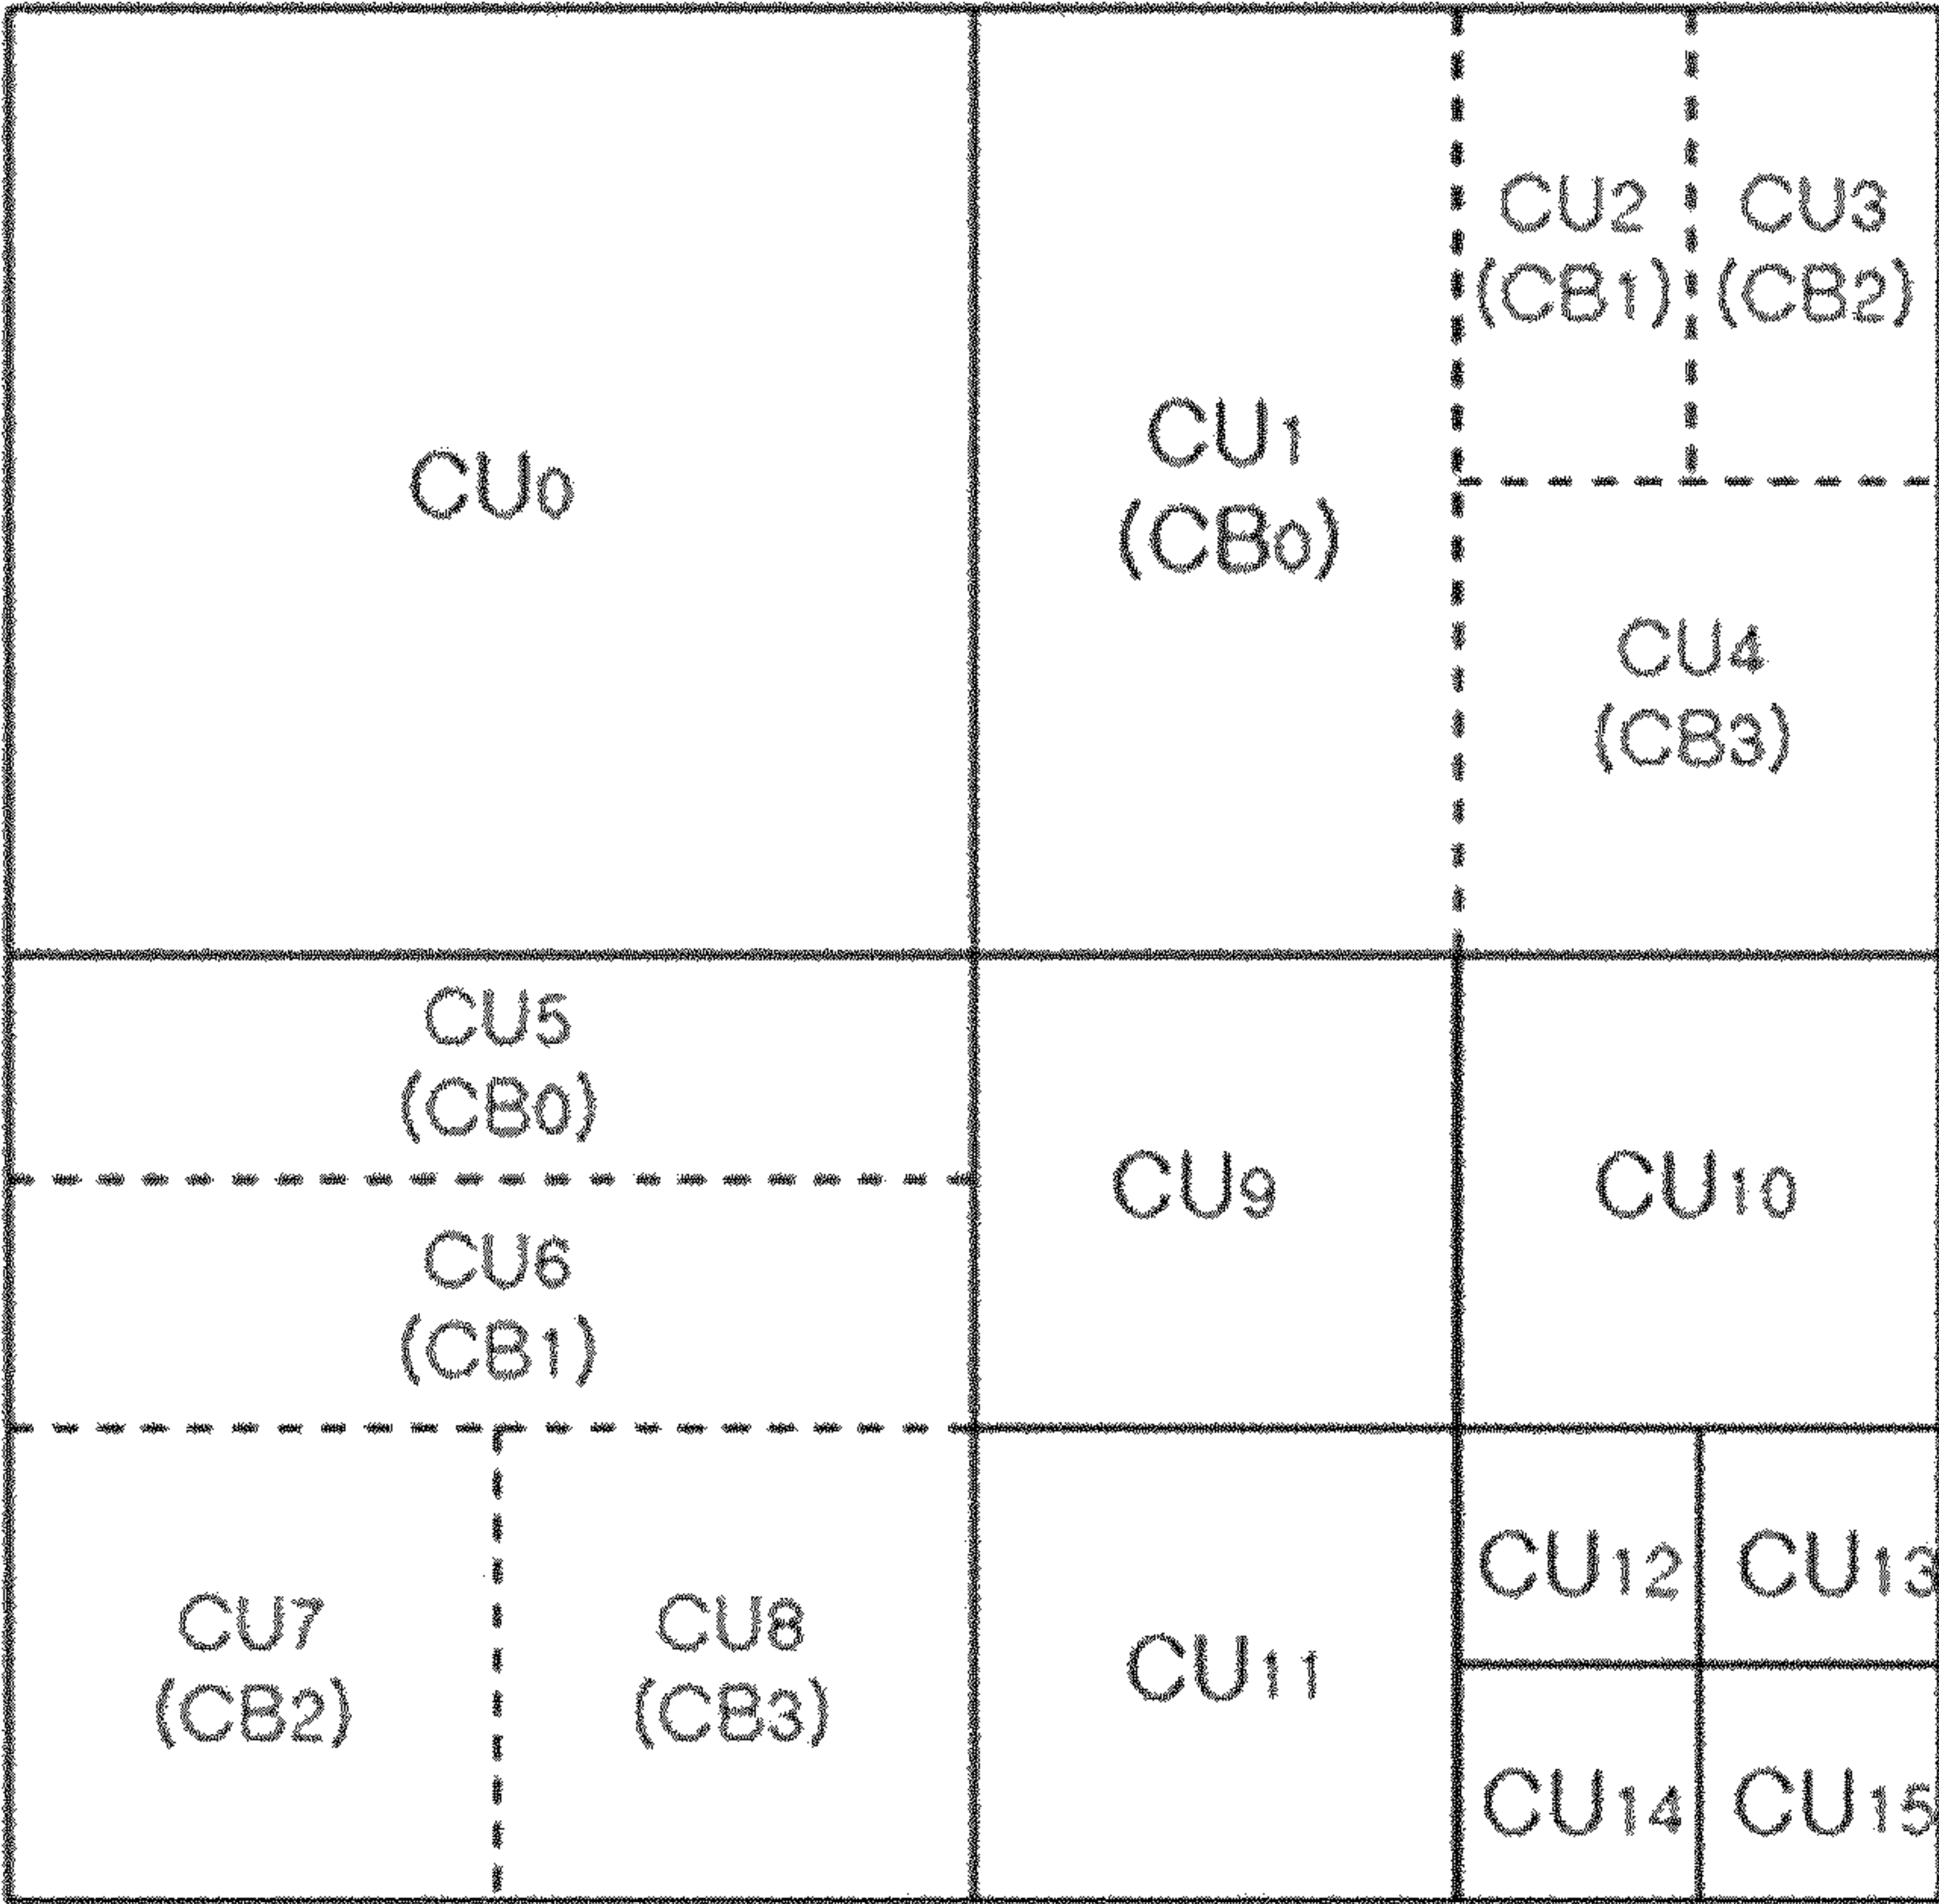 CU0
CU1
(CB0)
CU2
(CB1)
CU3
(CB2)
CU4
(CB3)
CU5
(CB0)
CU6
(CB1)
CU7
(CB2)
CU8
(CB3)
CU9
CU10
CU11
CU12
CU13
CU14
CU15